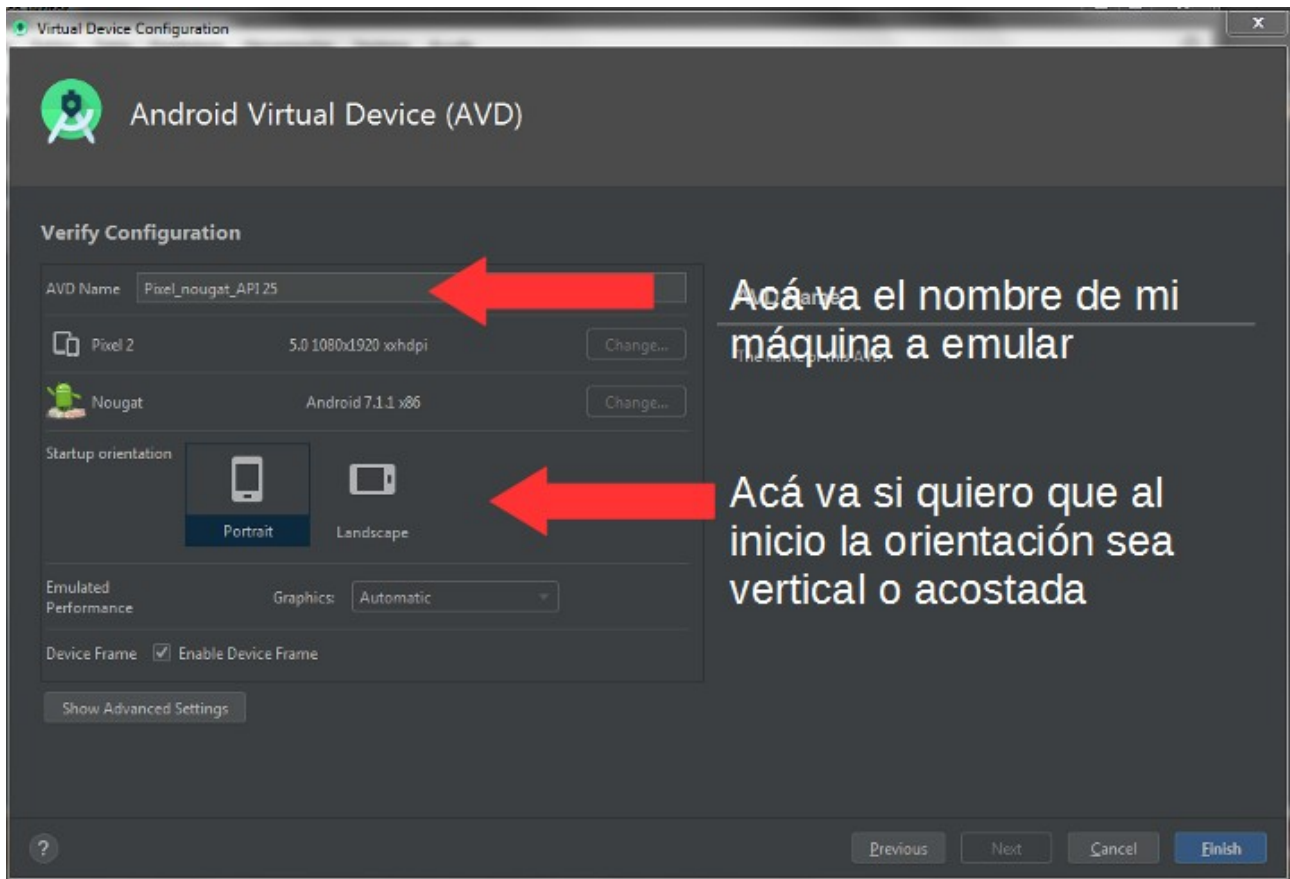 Virtual Device Configuration
Android Virtual Device (AVD)
Verify Configuration
AVD Name Pixel_nougat_API 25
Acá va el nombre de mi
máquina a emular
Pixel 2 5.0 1080x1920 xxhdpi Change...
Nougat Android 7.1.1 x86 Change...
Startup orientation
Portrait
Landscape
Acá va si quiero que al
inicio la orientación sea
vertical o acostada
Emulated
Performance
Graphics: Automatic
Device Frame Enable Device Frame
Show Advanced Settings
? Previous Next Cancel Finish